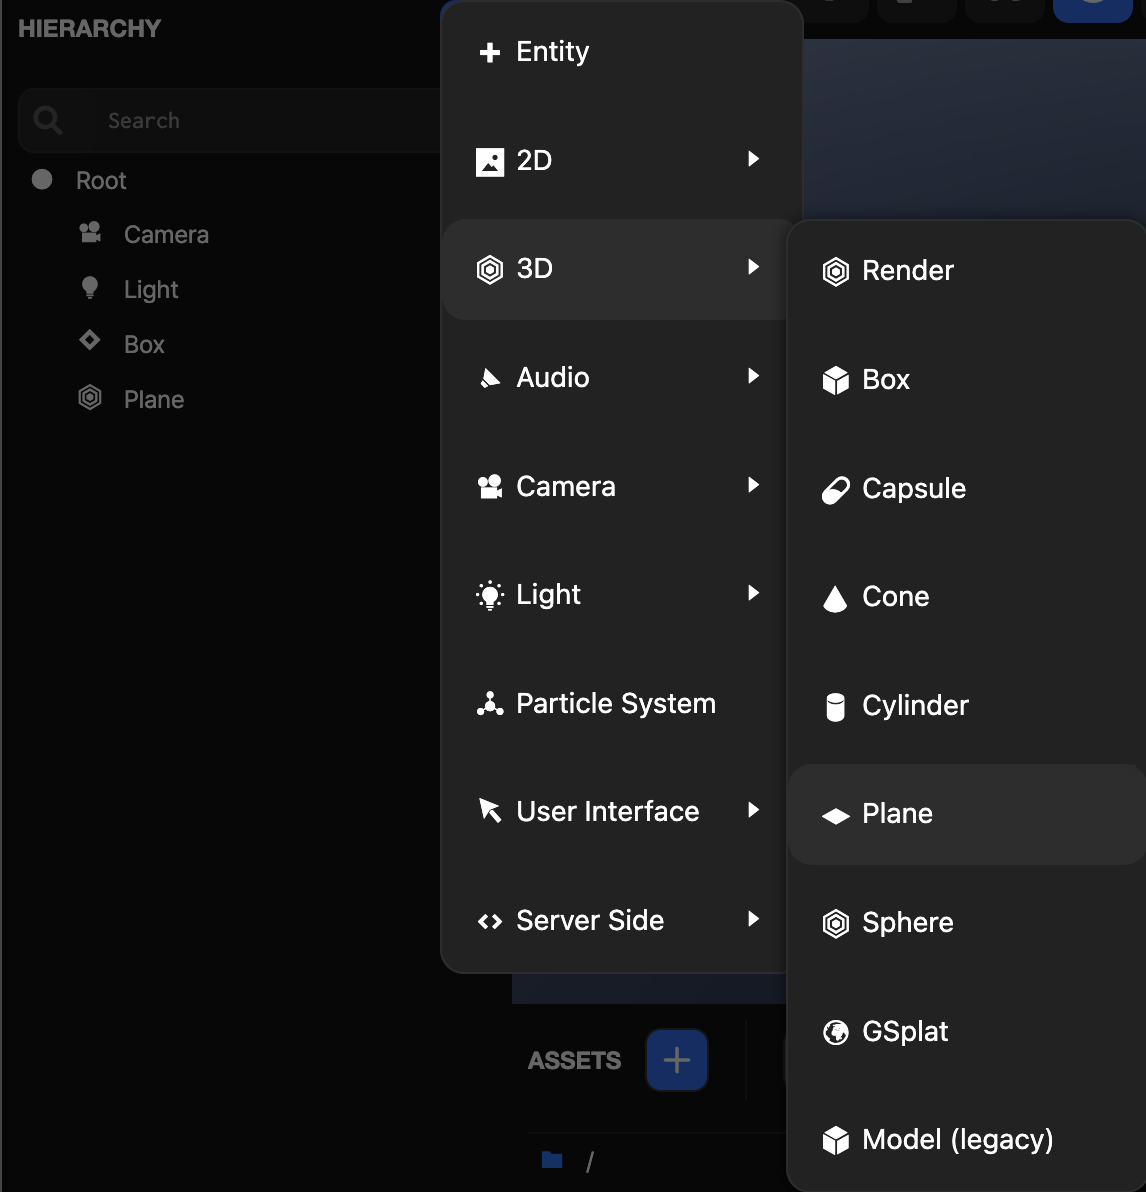 HIERARCHY
Search
Root
Camera
Light
Box
Plane
Entity
2D
3D
Audio
Camera
Light
Particle System
User Interface
Server Side
Render
Box
Capsule
Cone
Cylinder
Plane
Sphere
GSplat
Model (legacy)
ASSETS
/